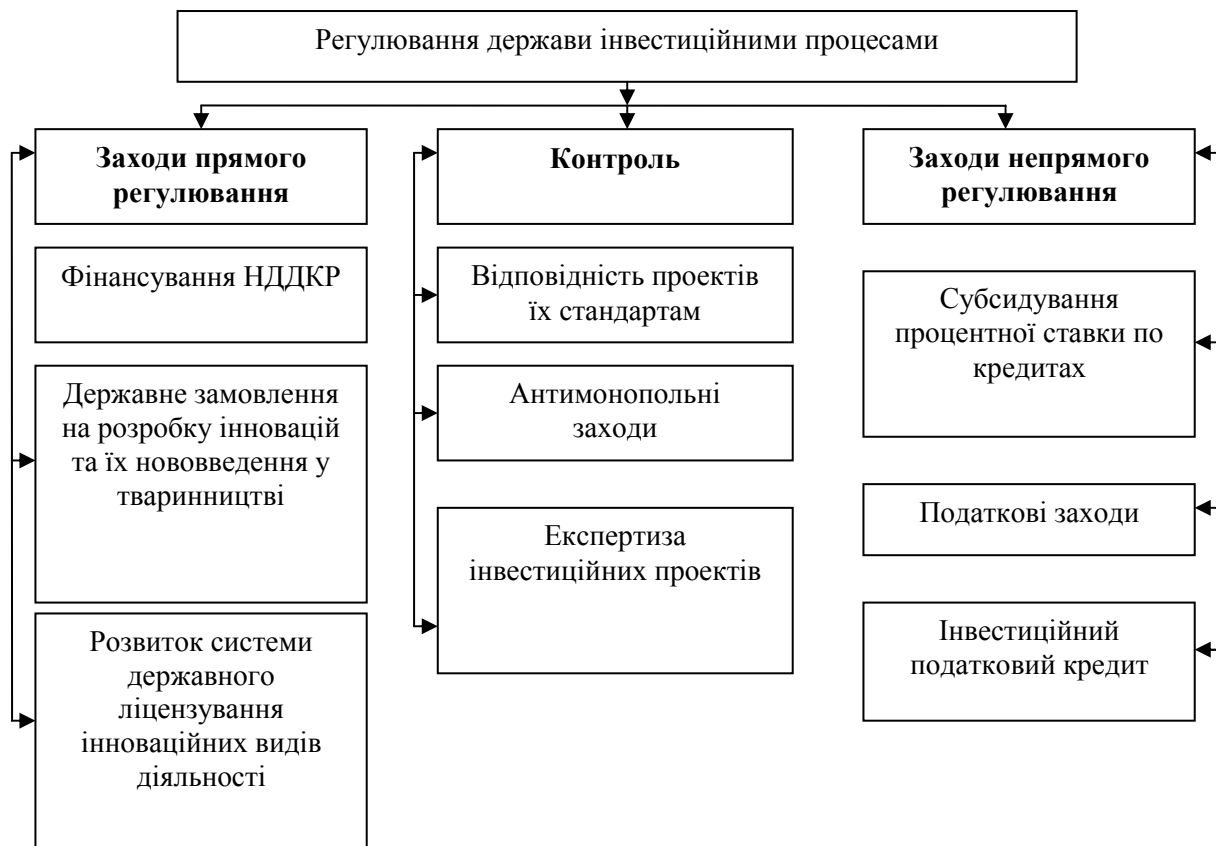 Регулювання держави інвестиційними процесами
Заходи прямого
регулювання
Фінансування НДДКР
Державне замовлення
на розробку інновацій
та їх нововведення у
тваринництві
Розвиток системи
державного
ліцензування
інноваційних видів
діяльності
Контроль
Відповідність проектів
їх стандартам
Антимонопольні
заходи
Експертиза
інвестиційних проектів
Заходи непрямого
регулювання
Субсидування
процентної ставки по
кредитах
Податкові заходи
Інвестиційний
податковий кредит